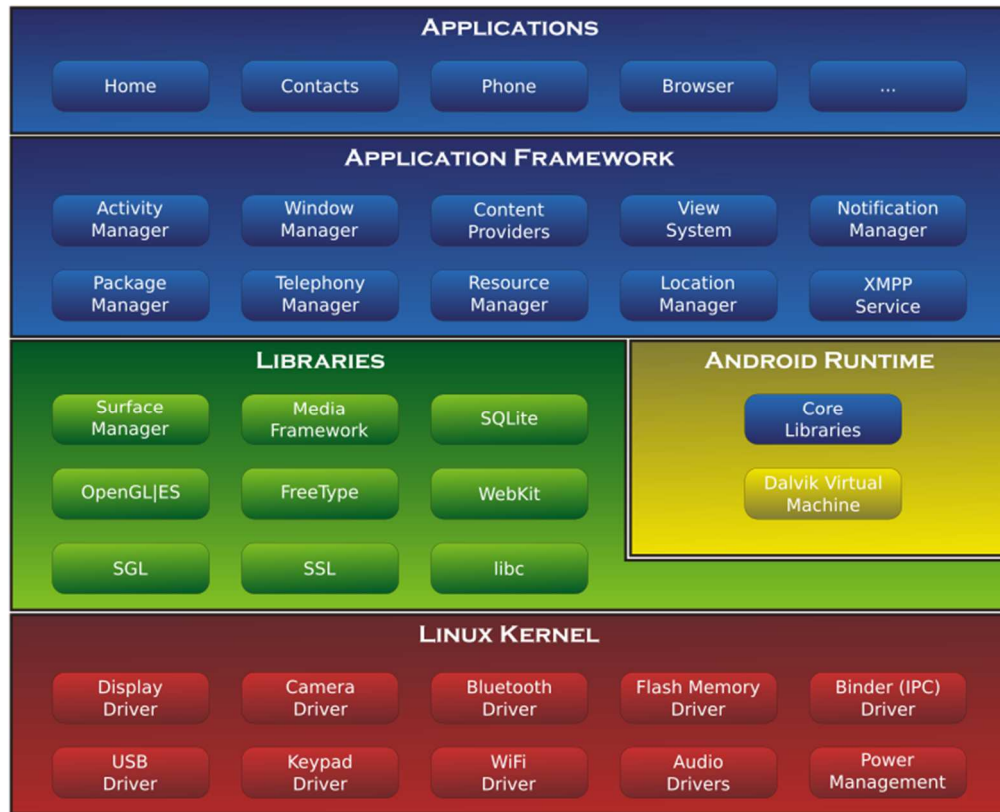 APPLICATIONS
Home
Contacts
Phone
Browser
...
APPLICATION FRAMEWORK
Activity
Manager
Window
Manager
Content
Providers
View
System
Notification
Manager
Package
Manager
Telephony
Manager
Resource
Manager
Location
Manager
XMPP
Service
LIBRARIES
Surface
Manager
Media
Framework
SQLite
OpenGL|ES
FreeType
WebKit
SGL
SSL
libc
ANDROID RUNTIME
Core
Libraries
Dalvik Virtual
Machine
LINUX KERNEL
Display
Driver
Camera
Driver
Bluetooth
Driver
Flash Memory
Driver
Binder (IPC)
Driver
USB
Driver
Keypad
Driver
WiFi
Driver
Audio
Drivers
Power
Management